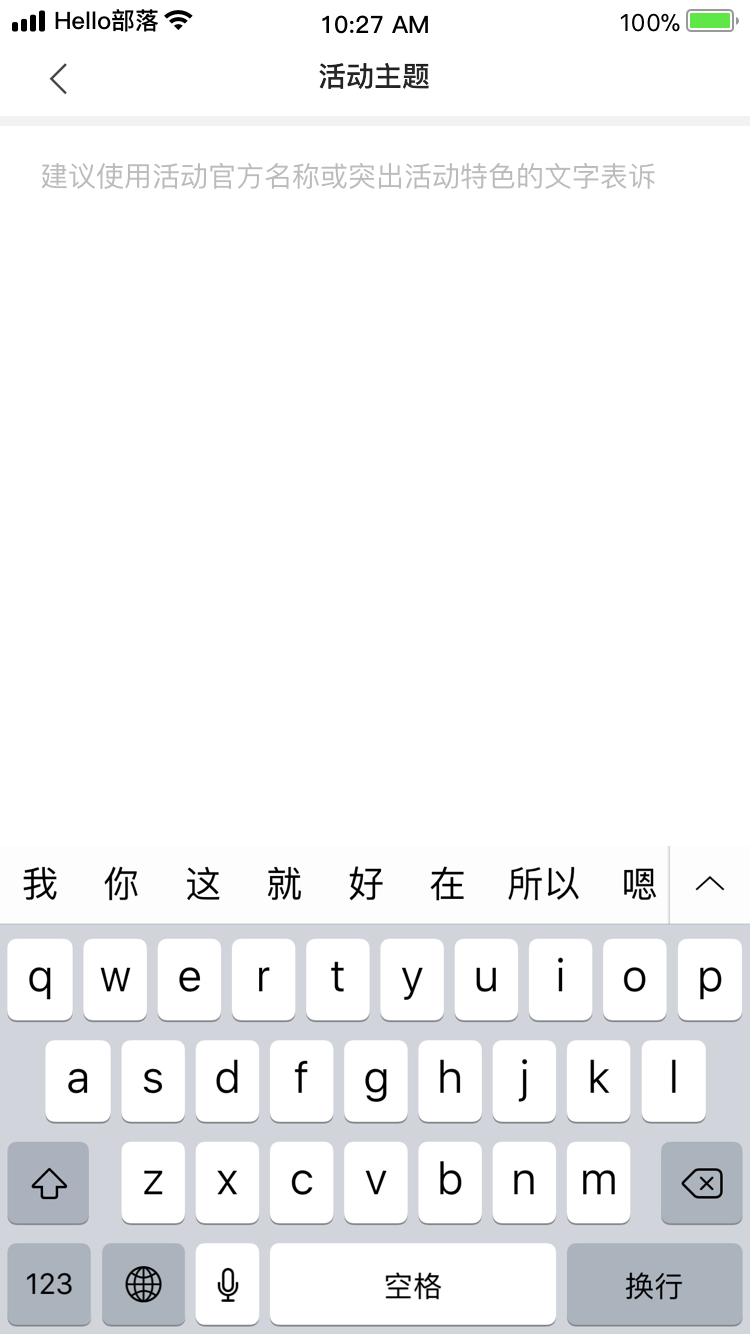 Hello部落 10:27 AM 100%
活动主题
建议使用活动官方名称或突出活动特色的文字表诉
我 你 这 就 好 在 所以 嗯
q w e r t y u i o p
a s d f g h j k l
z x c v b n m
123 空格 换行